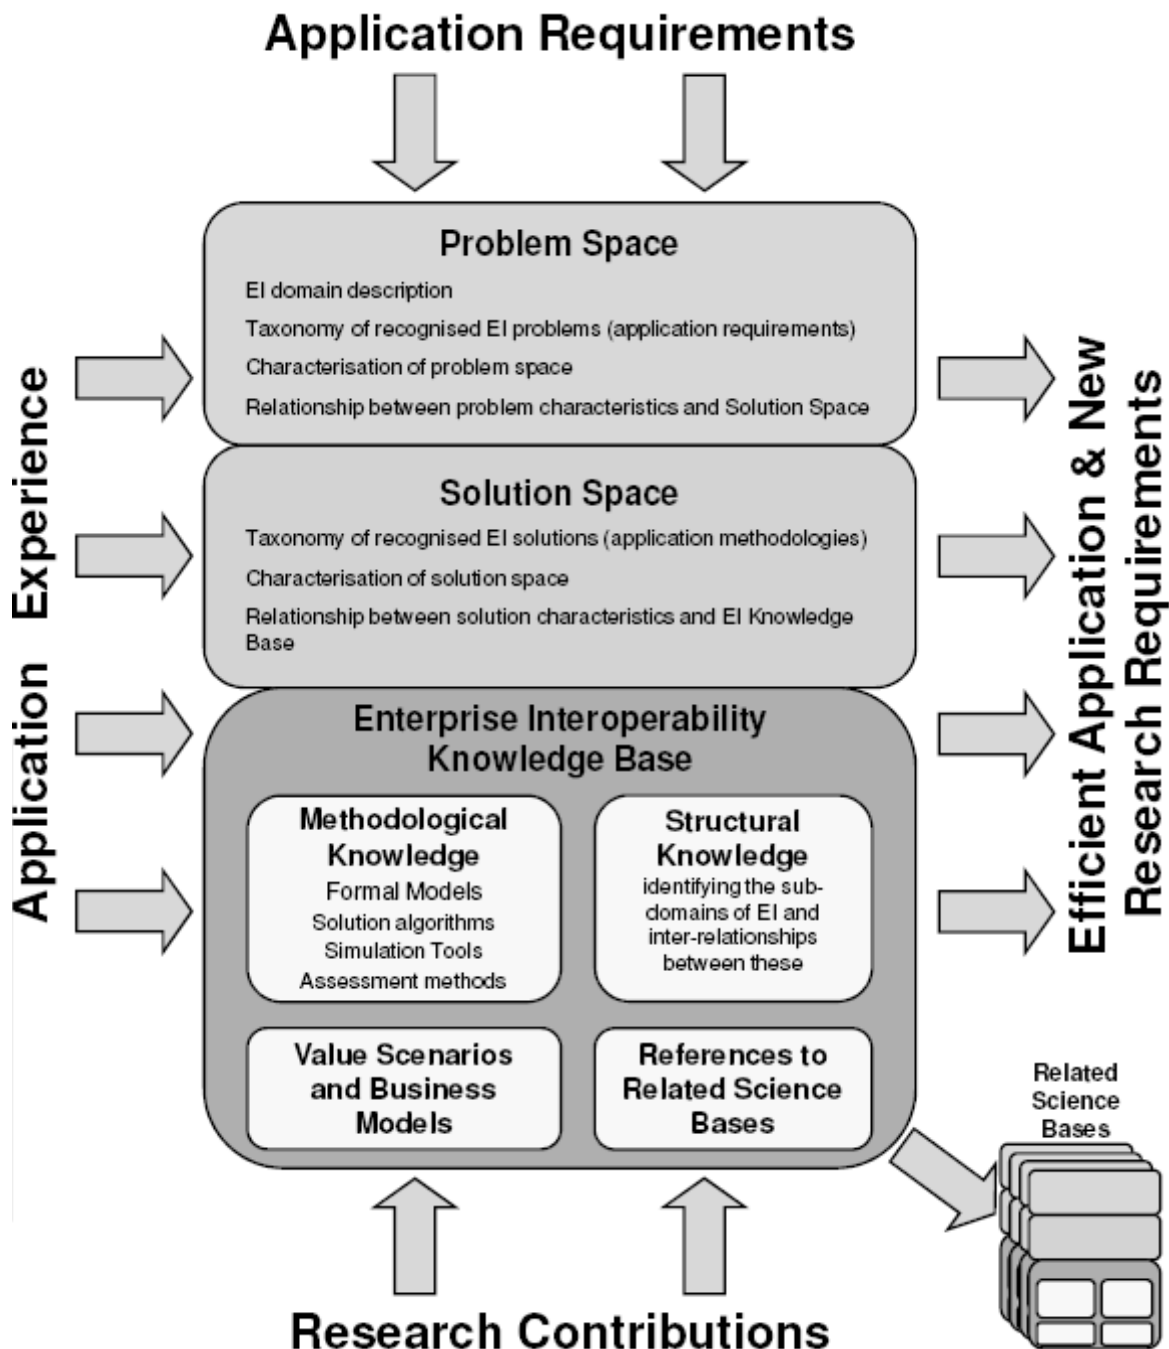 Application Requirements
Problem Space
EI domain description
Taxonomy of recognised EI problems (application requirements)
Characterisation of problem space
Relationship between problem characteristics and Solution Space
Solution Space
Taxonomy of recognised EI solutions (application methodologies)
Characterisation of solution space
Relationship between solution characteristics and EI Knowledge
Base
Enterprise Interoperability
Knowledge Base
Methodological
Knowledge
Formal Models
Solution algorithms
Simulation Tools
Assessment methods
Structural
Knowledge
identifying the sub-
domains of EI and
inter-relationships
between these
Value Scenarios
and Business
Models
References to
Related Science
Bases
Application Experience
Efficient Application & New
Research Requirements
Related
Science
Bases
Research Contributions